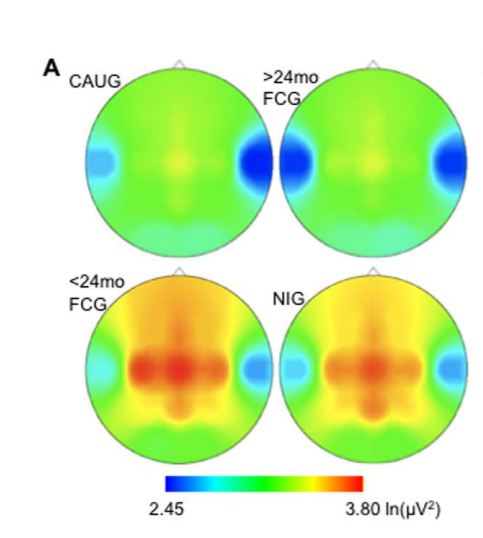 A
CAUG
>24mo
FCG
<24mo
FCG
NIG
2.45
3.80 ln(μV²)